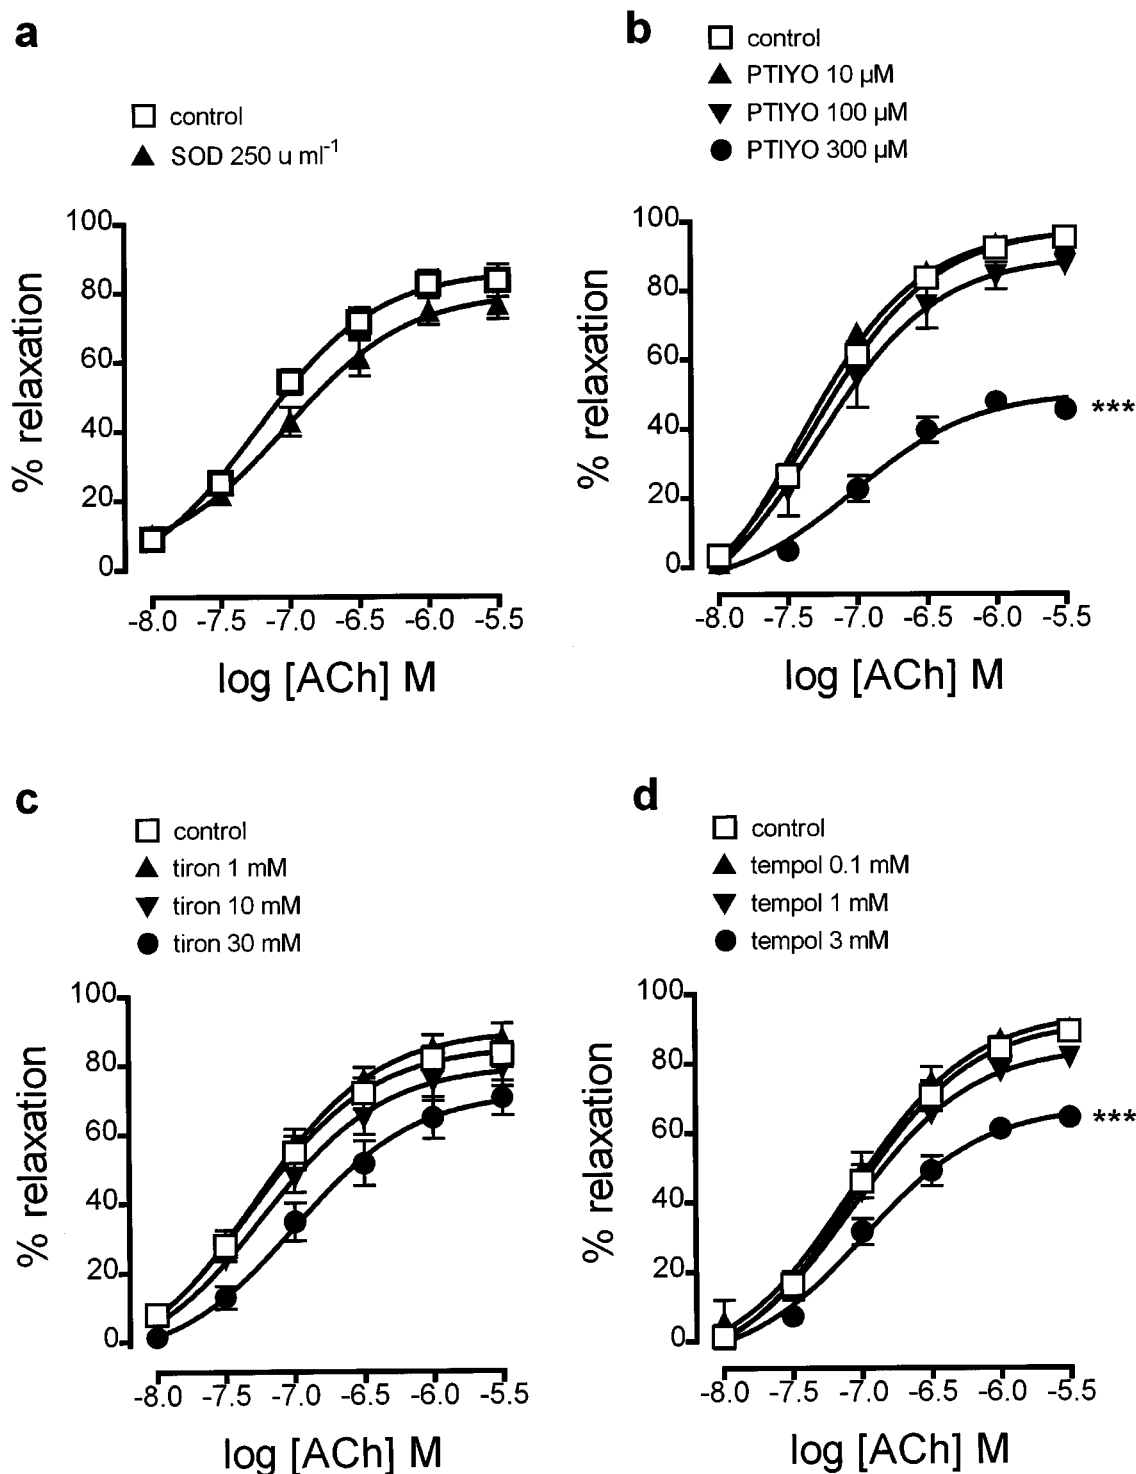 a
control
SOD 250 u ml⁻¹
100
80
60
40
20
0
% relaxation
-8.0 -7.5 -7.0 -6.5 -6.0 -5.5
log [ACh] M
b
control
PTIYO 10 µM
PTIYO 100 µM
PTIYO 300 µM
100
80
60
40
20
0
% relaxation
***
-8.0 -7.5 -7.0 -6.5 -6.0 -5.5
log [ACh] M
c
control
tiron 1 mM
tiron 10 mM
tiron 30 mM
100
80
60
40
20
0
% relaxation
-8.0 -7.5 -7.0 -6.5 -6.0 -5.5
log [ACh] M
d
control
tempol 0.1 mM
tempol 1 mM
tempol 3 mM
100
80
60
40
20
0
% relaxation
***
-8.0 -7.5 -7.0 -6.5 -6.0 -5.5
log [ACh] M